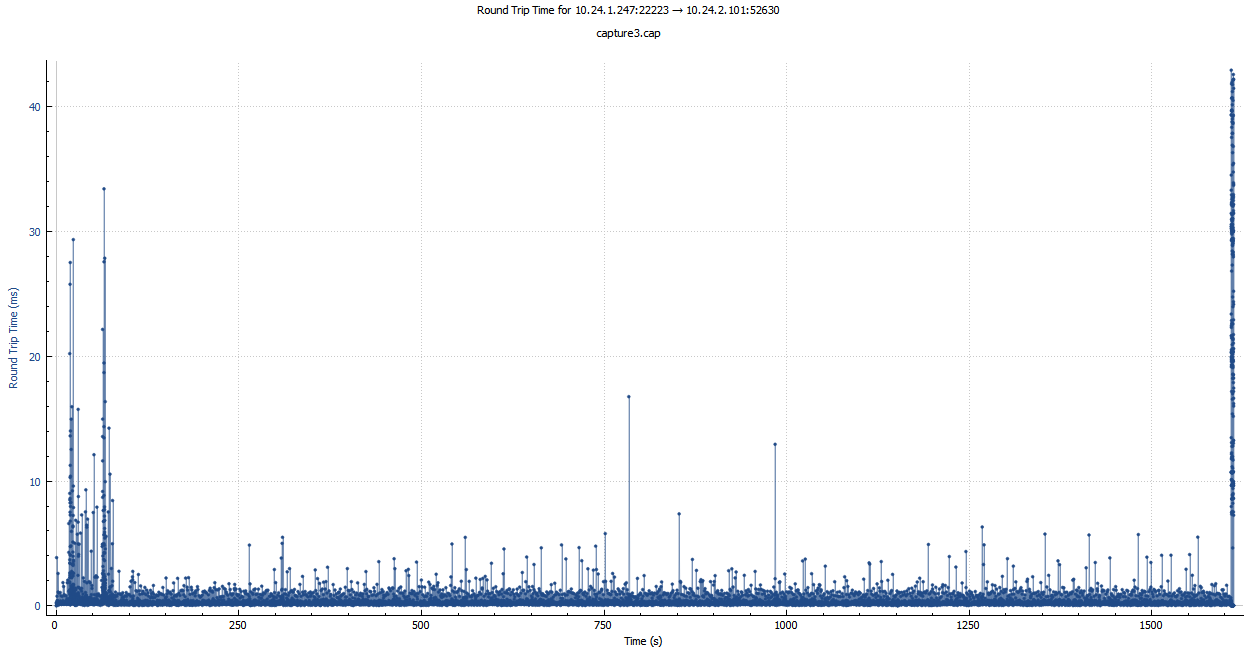 Round Trip Time for 10.24.1.247:22223 → 10.24.2.101:52630
capture3.cap
40
30
20
10
0
Round Trip Time (ms)
0 250 500 750 1000 1250 1500
Time (s)